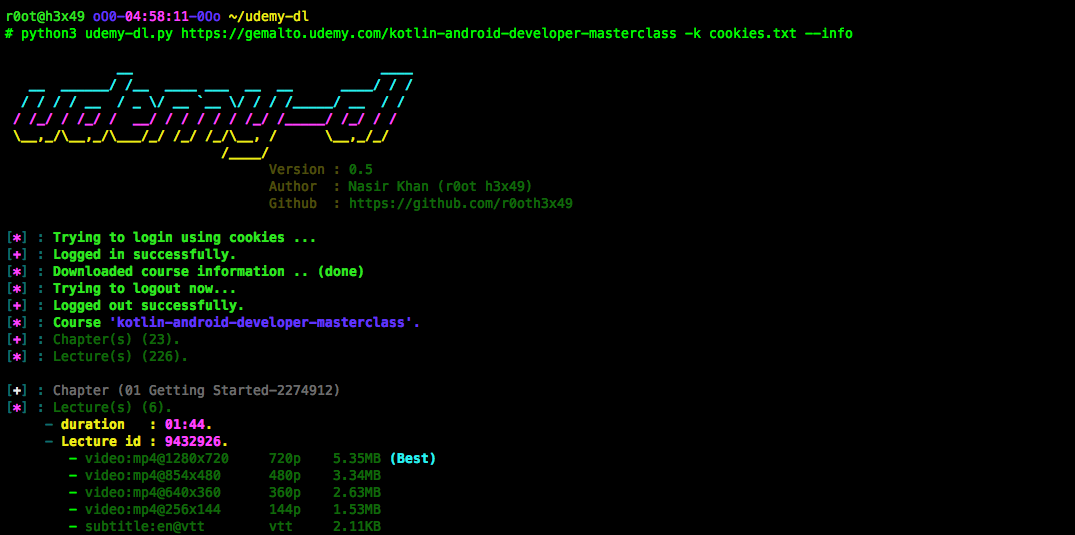 r0ot@h3x49 oO0-04:58:11-0Oo ~/udemy-dl
# python3 udemy-dl.py https://gemalto.udemy.com/kotlin-android-developer-masterclass -k cookies.txt --info
udemy-dl
Version : 0.5
Author  : Nasir Khan (r0ot h3x49)
Github  : https://github.com/r0oth3x49
[*] : Trying to login using cookies ...
[+] : Logged in successfully.
[*] : Downloaded course information .. (done)
[*] : Trying to logout now...
[+] : Logged out successfully.
[*] : Course 'kotlin-android-developer-masterclass'.
[+] : Chapter(s) (23).
[*] : Lecture(s) (226).
[+] : Chapter (01 Getting Started-2274912)
[*] : Lecture(s) (6).
- duration   : 01:44.
- Lecture id : 9432926.
- video:mp4@1280x720     720p    5.35MB (Best)
- video:mp4@854x480      480p    3.34MB
- video:mp4@640x360      360p    2.63MB
- video:mp4@256x144      144p    1.53MB
- subtitle:en@vtt        vtt     2.11KB